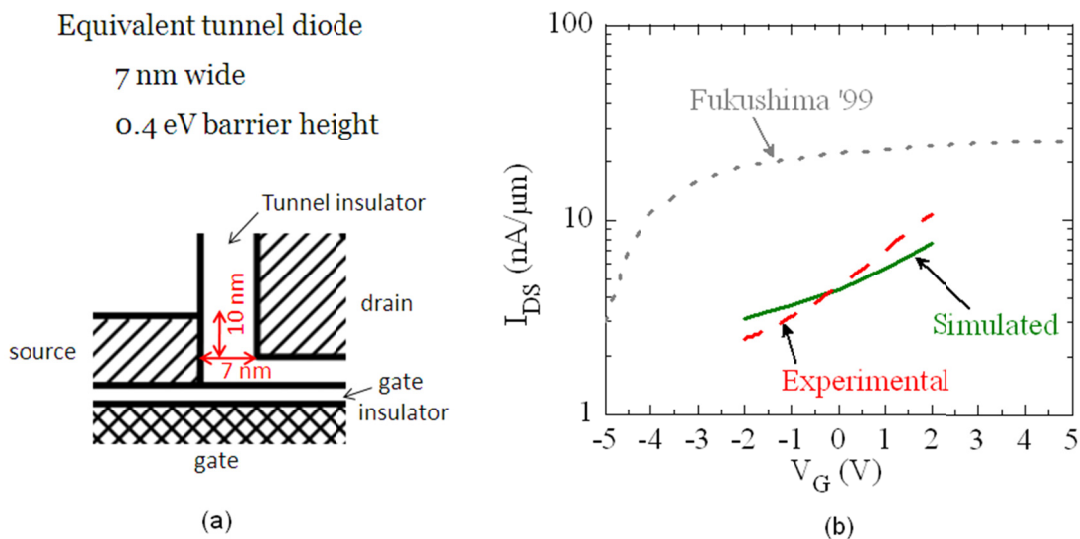 Equivalent tunnel diode
7 nm wide
0.4 eV barrier height
Tunnel insulator
10 nm
drain
source
7 nm
gate
insulator
gate
(a)
100
Fukushima '99
10
I_DS (nA/µm)
Simulated
Experimental
1
-5 -4 -3 -2 -1 0 1 2 3 4 5
V_G (V)
(b)